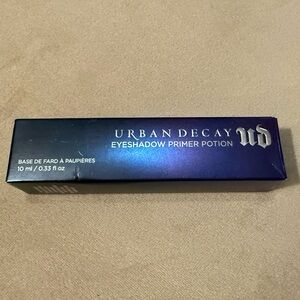 URBAN DECAY
EYESHADOW PRIMER POTION
UD
BASE DE FARD À PAUPIÈRES
10 ml / 0.33 fl oz